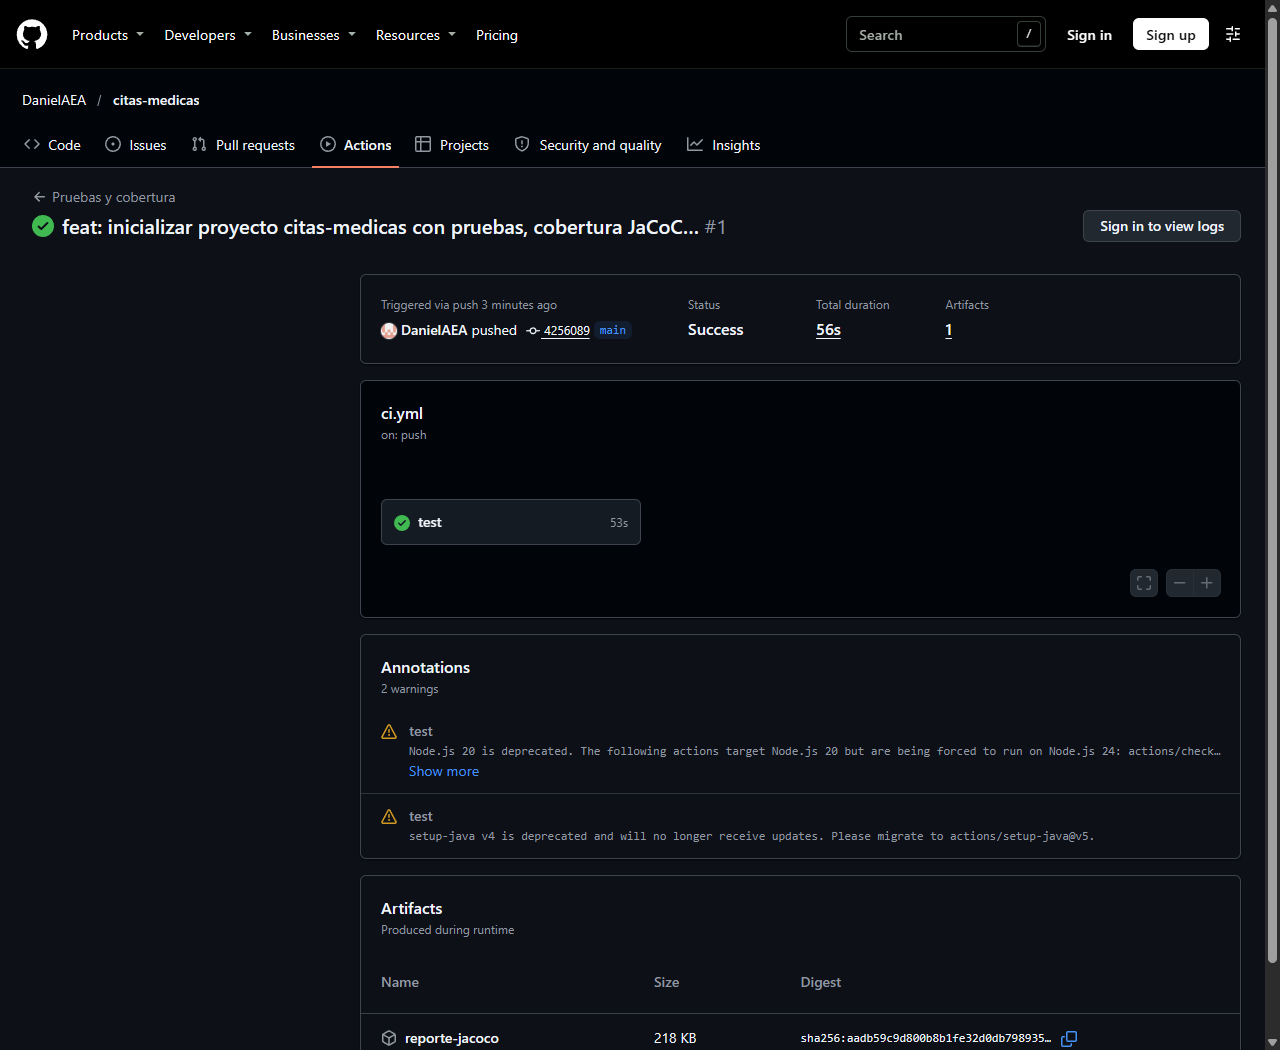 Products Developers Businesses Resources Pricing Search / Sign in Sign up
DanielAEA / citas-medicas
Code Issues Pull requests Actions Projects Security and quality Insights
Pruebas y cobertura
feat: inicializar proyecto citas-medicas con pruebas, cobertura JaCoC... #1
Sign in to view logs
Triggered via push 3 minutes ago Status Total duration Artifacts
DanielAEA pushed 4256089 main Success 56s 1
ci.yml
on: push
test 53s
Annotations
2 warnings
test
Node.js 20 is deprecated. The following actions target Node.js 20 but are being forced to run on Node.js 24: actions/check…
Show more
test
setup-java v4 is deprecated and will no longer receive updates. Please migrate to actions/setup-java@v5.
Artifacts
Produced during runtime
Name Size Digest
reporte-jacoco 218 KB sha256:aadb59c9d800b8b1fe32d0db798935…